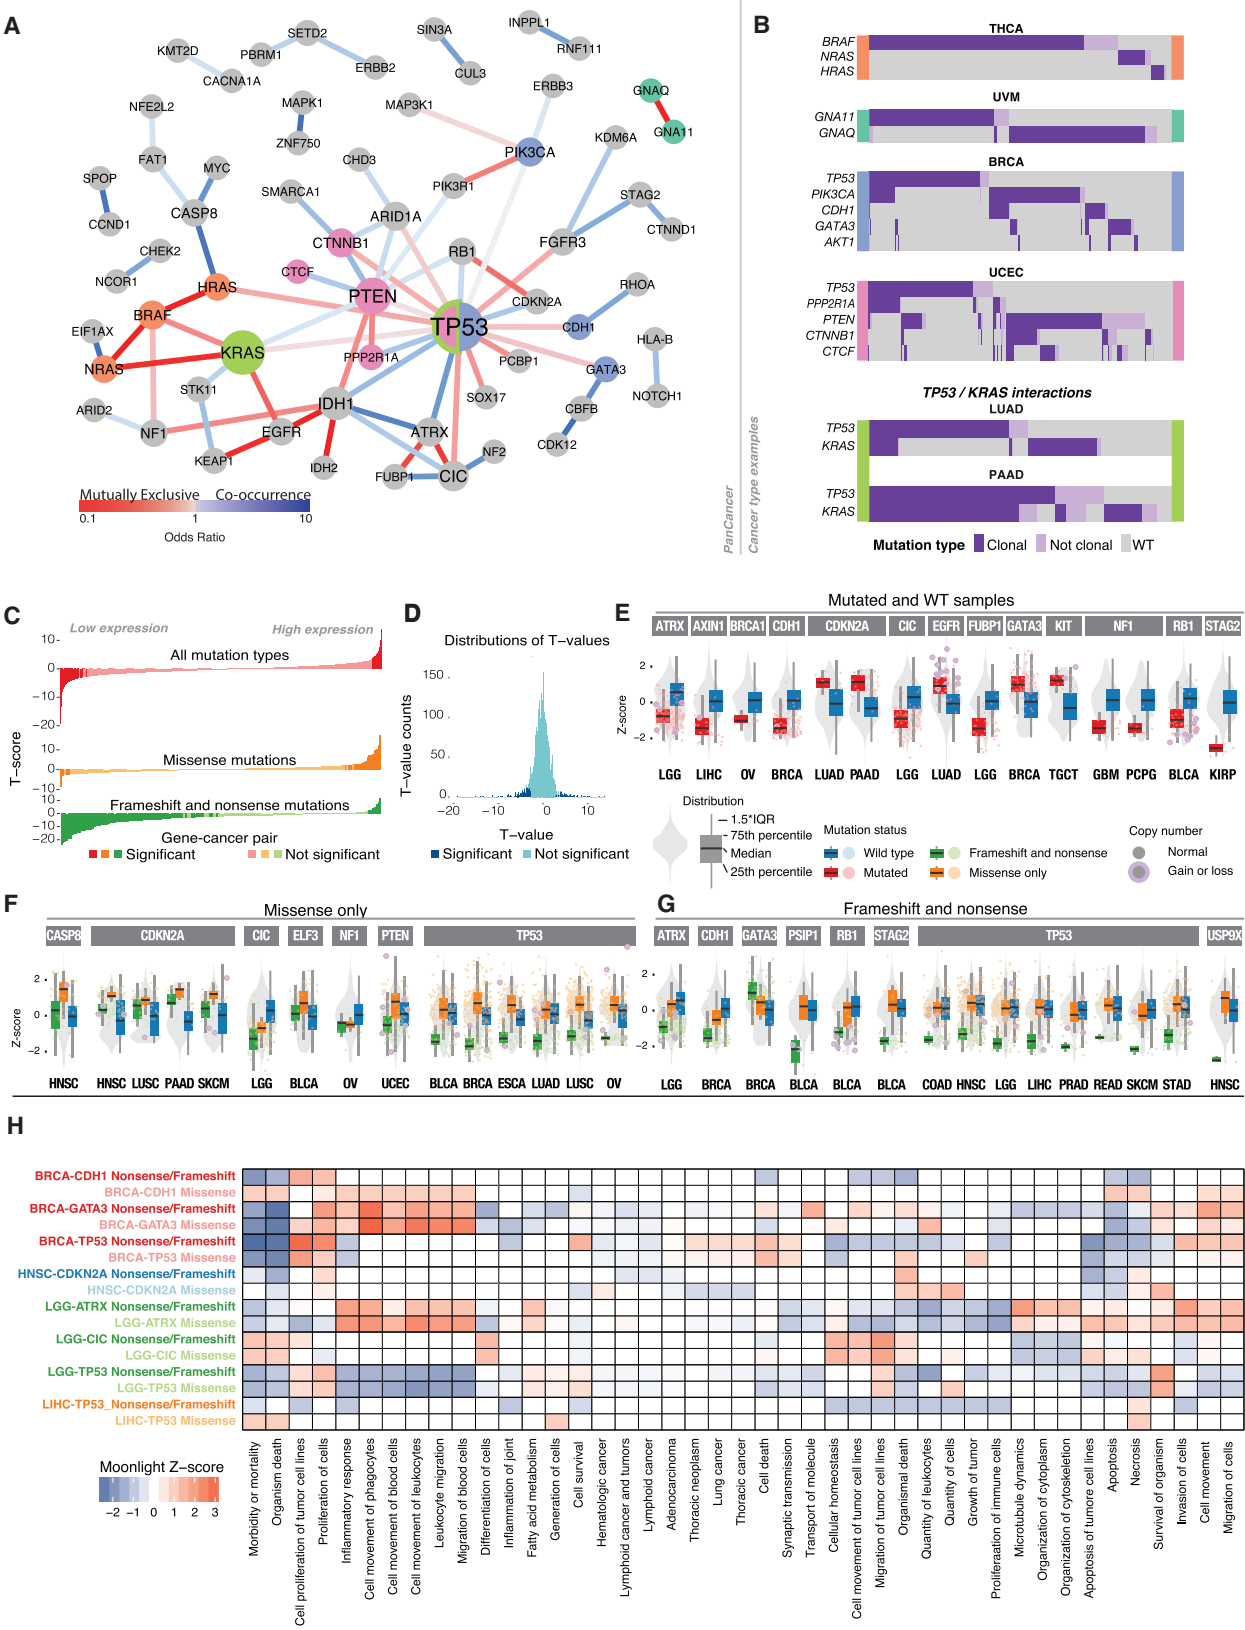 A
KMT2D
CACNA1A
SETD2
PBRM1
ERBB2
SIN3A
CUL3
INPPL1
RNF111
NFE2L2
FAT1
MAPK1
ZNF750
MAP3K1
ERBB3
GNAQ
GNA11
KDM6A
PIK3CA
SPOP
CCND1
MYC
CASP8
CHD3
SMARCA1
PIK3R1
STAG2
CTNND1
ARID1A
CTNNB1
FGFR3
RB1
CHEK2
NCOR1
CTCF
HRAS
PTEN
CDKN2A
RHOA
BRAF
TP53
CDH1
EIF1AX
NRAS
KRAS
PPP2R1A
PCBP1
GATA3
HLA-B
NOTCH1
STK11
SOX17
ARID2
NF1
IDH1
CBFB
CDK12
EGFR
ATRX
KEAP1
IDH2
FUBP1
CIC
NF2
Mutually Exclusive
Co-occurrence
0.1
1
10
Odds Ratio
PanCancer
Cancer type examples
B
THCA
BRAF
NRAS
HRAS
UVM
GNA11
GNAQ
BRCA
TP53
PIK3CA
CDH1
GATA3
AKT1
UCEC
TP53
PPP2R1A
PTEN
CTNNB1
CTCF
TP53 / KRAS interactions
LUAD
TP53
KRAS
PAAD
TP53
KRAS
Mutation type Clonal Not clonal WT
C
Low expression
High expression
All mutation types
10
0
−10
−20
T−score
Missense mutations
10
0
−10
Frameshift and nonsense mutations
10
0
−10
−20
Gene−cancer pair
Significant Not significant
D
Distributions of T−values
T−value counts
150
100
50
0
−20 −10 0 10
T−value
Significant Not significant
E
Mutated and WT samples
ATRX AXIN1 BRCA1 CDH1 CDKN2A CIC EGFR FUBP1 GATA3 KIT NF1 RB1 STAG2
Z−score
2
0
−2
LGG LIHC OV BRCA LUAD PAAD LGG LUAD LGG BRCA TGCT GBM PCPG BLCA KIRP
Distribution
1.5*IQR
75th percentile
Median
25th percentile
Mutation status
Wild type
Mutated
Frameshift and nonsense
Missense only
Copy number
Normal
Gain or loss
F
Missense only
CASP8 CDKN2A CIC ELF3 NF1 PTEN TP53
Z−score
2
0
−2
HNSC HNSC LUSC PAAD SKCM LGG BLCA OV UCEC BLCA BRCA ESCA LUAD LUSC OV
G
Frameshift and nonsense
ATRX CDH1 GATA3 PSIP1 RB1 STAG2 TP53 USP9X
2
0
−2
LGG BRCA BRCA BLCA BLCA BLCA COAD HNSC LGG LIHC PRAD READ SKCM STAD HNSC
H
BRCA-CDH1 Nonsense/Frameshift
BRCA-CDH1 Missense
BRCA-GATA3 Nonsense/Frameshift
BRCA-GATA3 Missense
BRCA-TP53 Nonsense/Frameshift
BRCA-TP53 Missense
HNSC-CDKN2A Nonsense/Frameshift
HNSC-CDKN2A Missense
LGG-ATRX Nonsense/Frameshift
LGG-ATRX Missense
LGG-CIC Nonsense/Frameshift
LGG-CIC Missense
LGG-TP53 Nonsense/Frameshift
LGG-TP53 Missense
LIHC-TP53_Nonsense/Frameshift
LIHC-TP53 Missense
Moonlight Z−score
−2 −1 0 1 2 3
Morbidity or mortality
Organism death
Cell proliferation of tumor cell lines
Proliferation of cells
Inflammatory response
Cell movement of phagocytes
Cell movement of blood cells
Cell movement of leukocytes
Leukocyte migration
Migration of blood cells
Differentiation of cells
Inflammation of joint
Fatty acid metabolism
Generation of cells
Cell survival
Hematologic cancer
Lymphoid cancer and tumors
Lymphoid cancer
Adenocarcinoma
Thoracic neoplasm
Lung cancer
Thoracic cancer
Cell death
Synaptic transmission
Transport of molecule
Cellular homeostasis
Cell movement of tumor cell lines
Migration of tumor cell lines
Organismal death
Quantity of leukocytes
Quantity of cells
Growth of tumor
Proliferaation of immune cells
Microtubule dynamics
Organization of cytoplasm
Organization of cytoskeletion
Apoptosis of tumore cell lines
Apoptosis
Necrosis
Survival of organism
Invasion of cells
Cell movement
Migration of cells